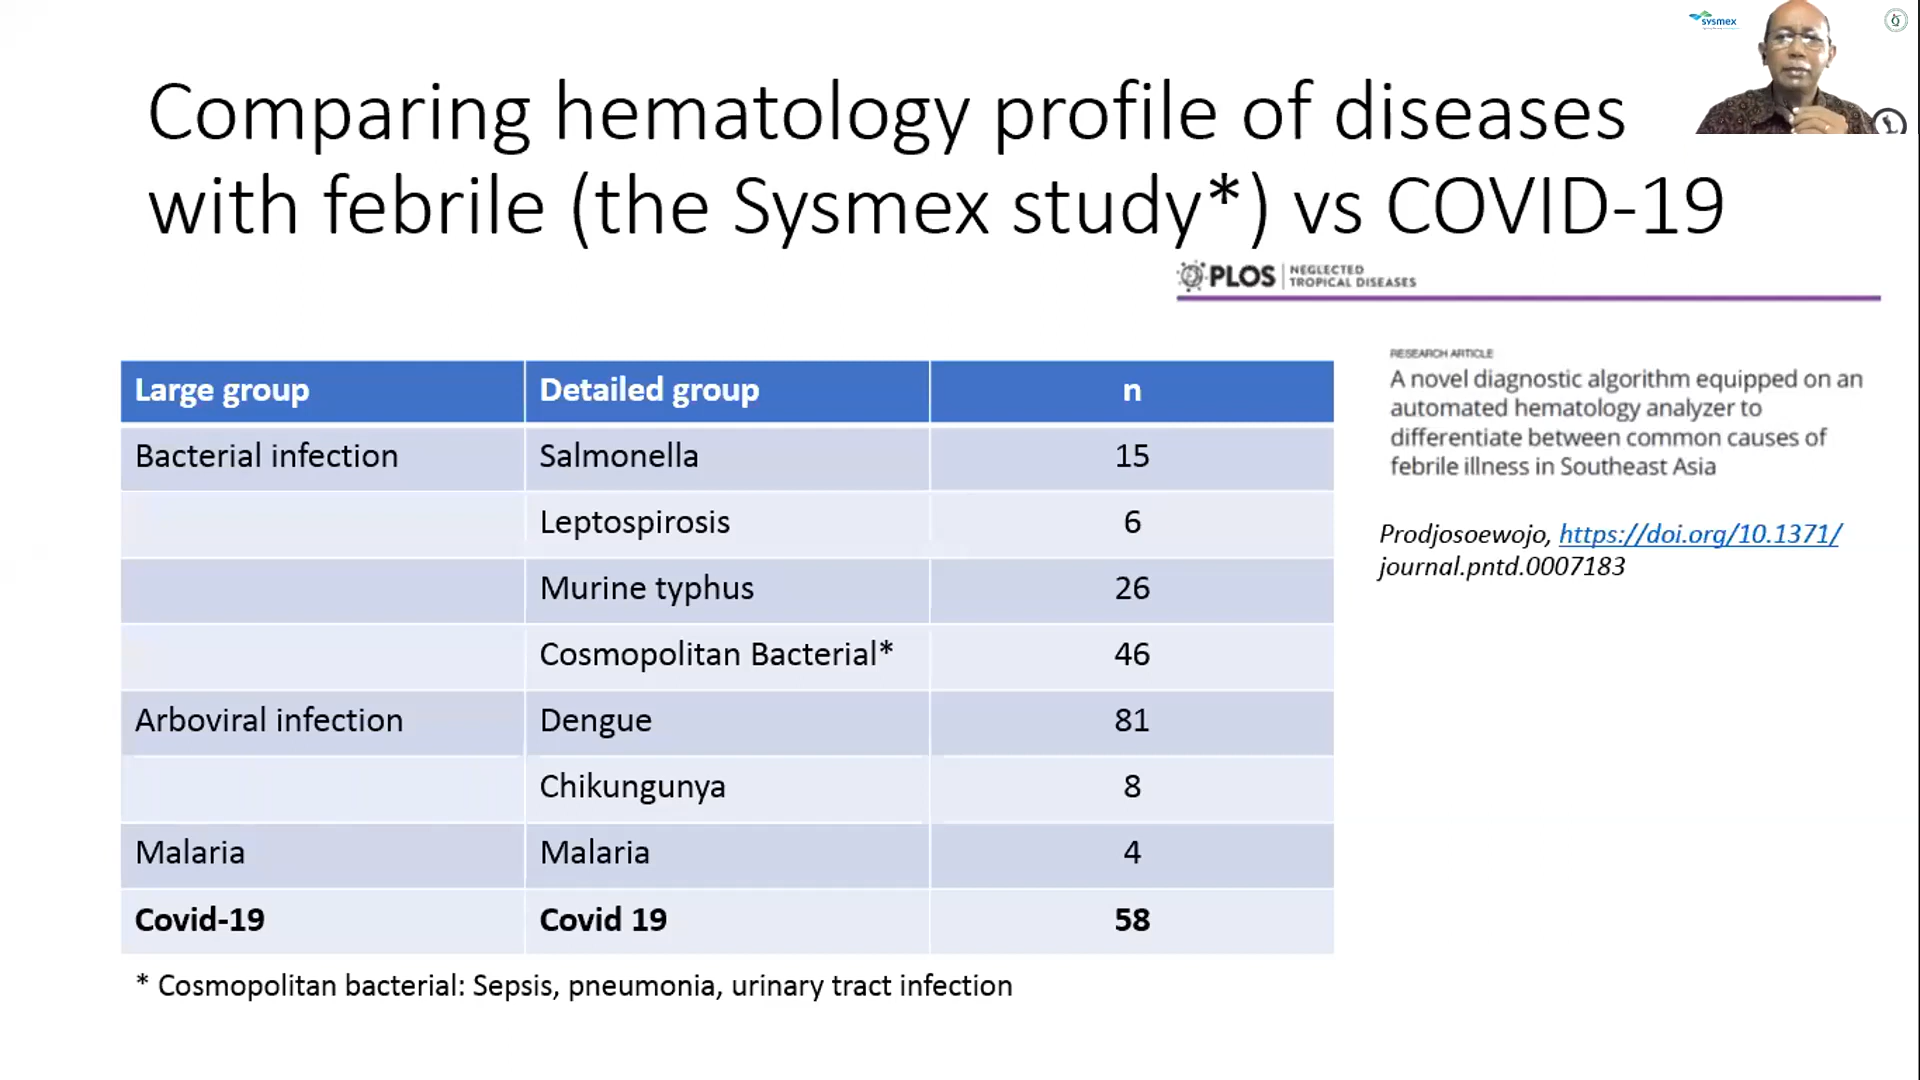 sysmex
Comparing hematology profile of diseases
with febrile (the Sysmex study*) vs COVID-19
PLOS NEGLECTED
TROPICAL DISEASES
Large group Detailed group n
Bacterial infection Salmonella 15
Leptospirosis 6
Murine typhus 26
Cosmopolitan Bacterial* 46
Arboviral infection Dengue 81
Chikungunya 8
Malaria Malaria 4
Covid-19 Covid 19 58
* Cosmopolitan bacterial: Sepsis, pneumonia, urinary tract infection
RESEARCH ARTICLE
A novel diagnostic algorithm equipped on an
automated hematology analyzer to
differentiate between common causes of
febrile illness in Southeast Asia
Prodjosoewojo, https://doi.org/10.1371/
journal.pntd.0007183